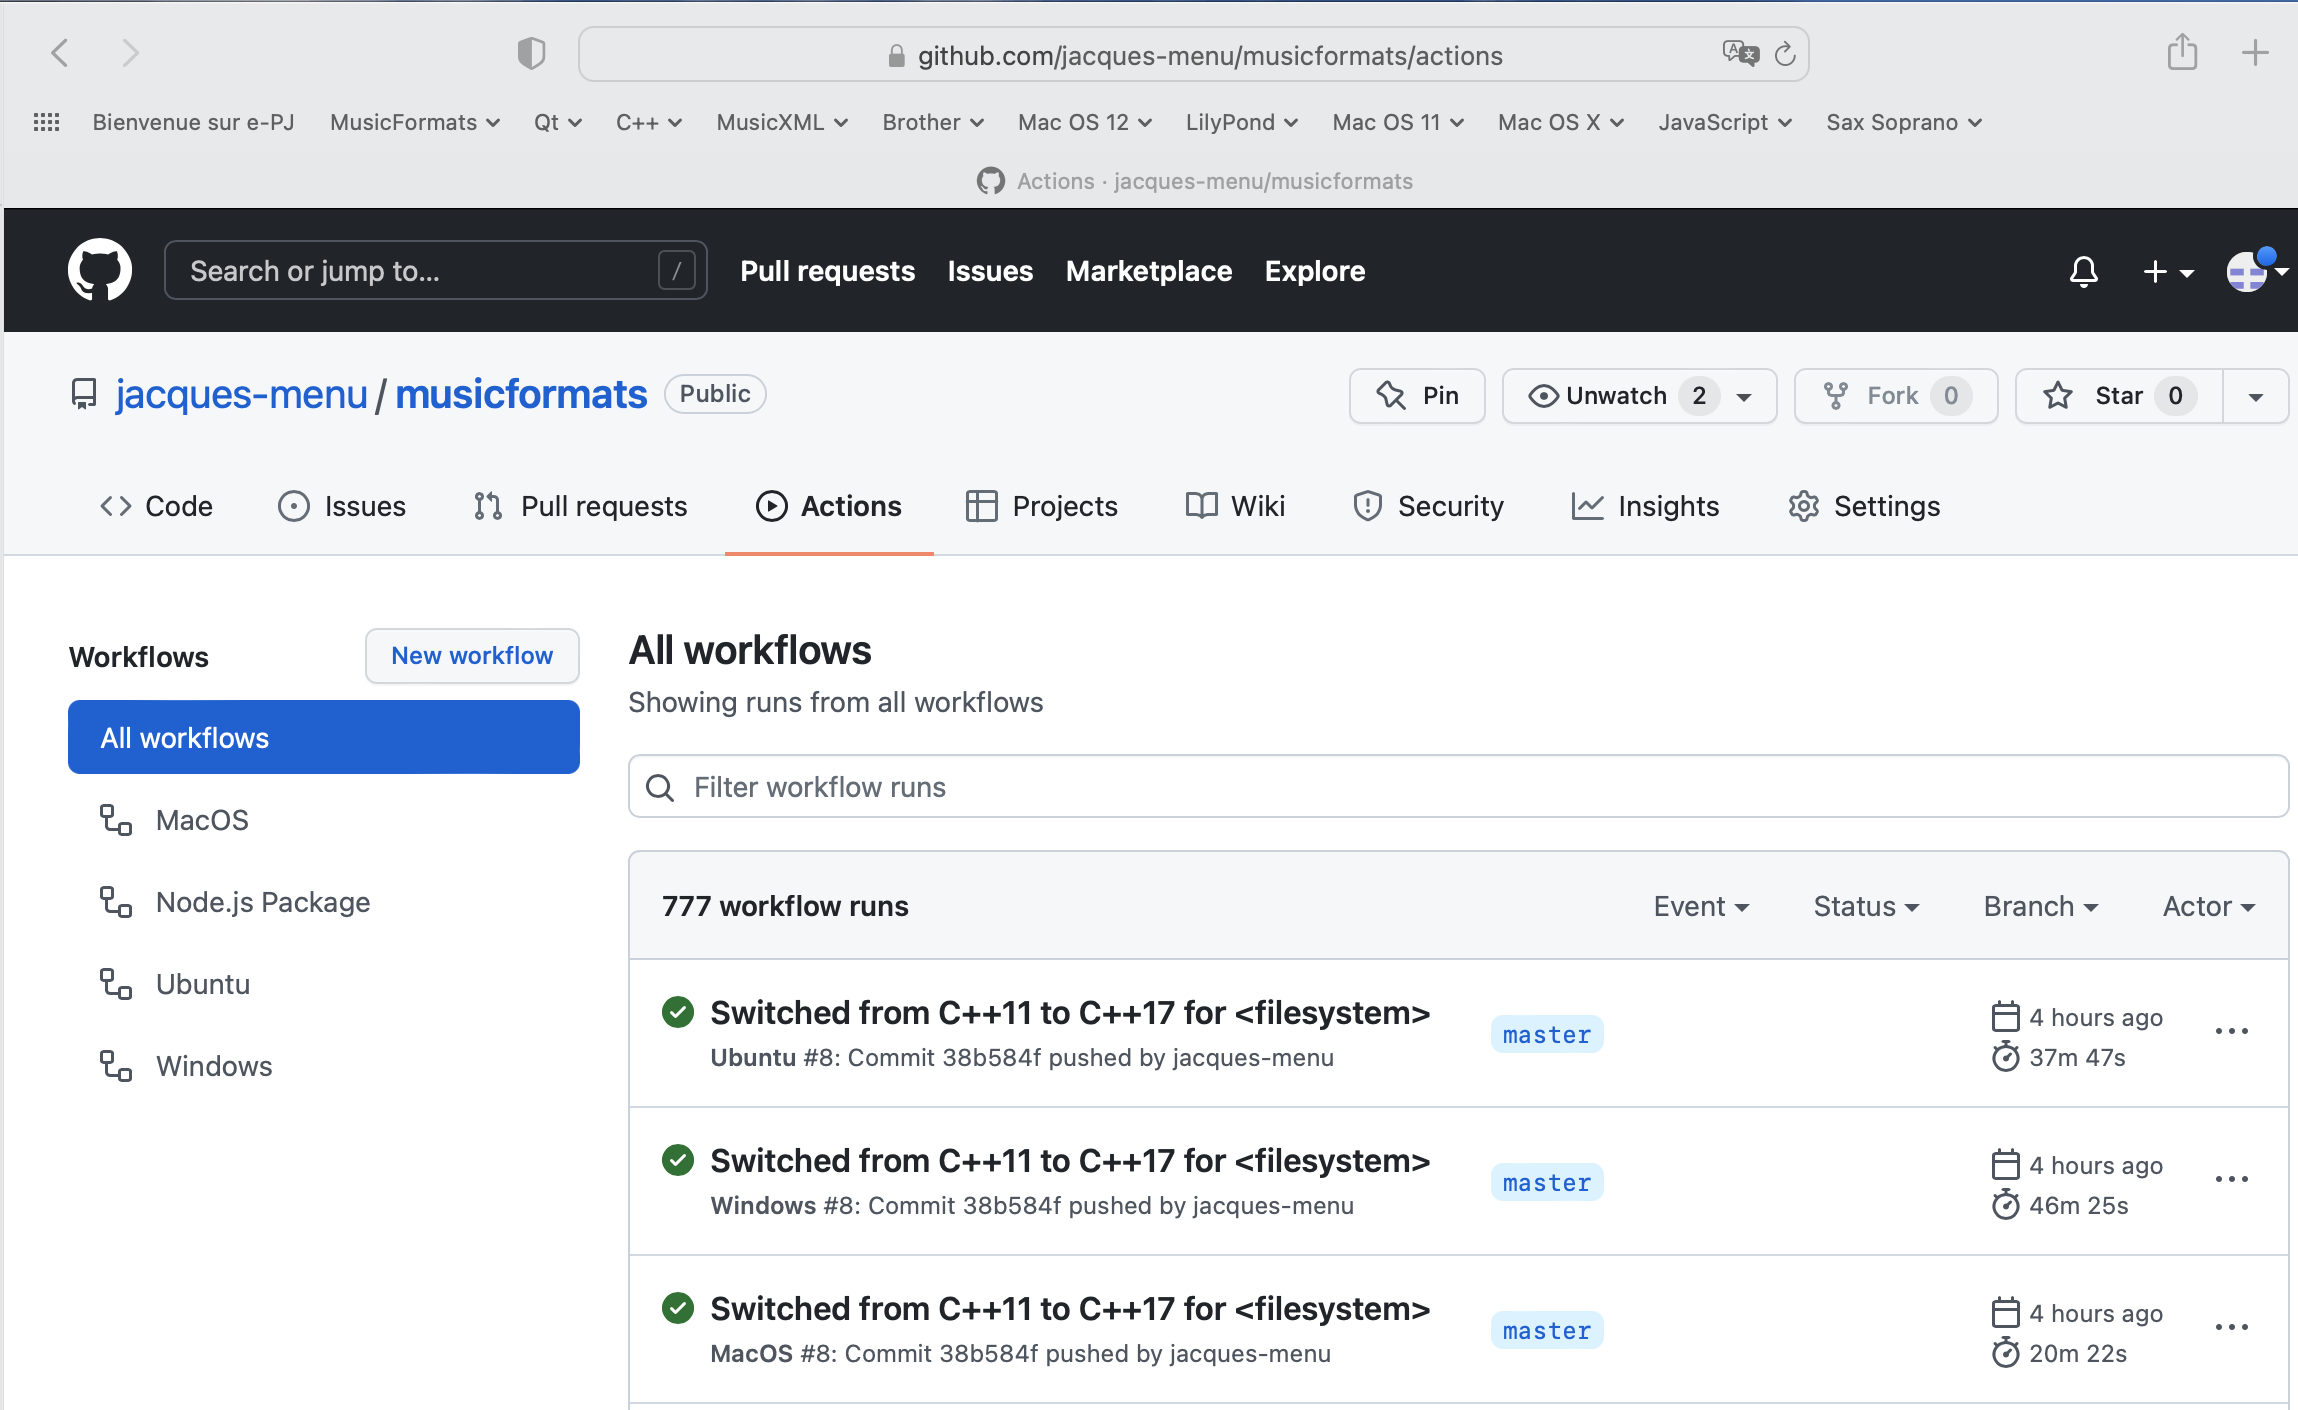 github.com/jacques-menu/musicformats/actions
Bienvenue sur e-PJ MusicFormats Qt C++ MusicXML Brother Mac OS 12 LilyPond Mac OS 11 Mac OS X JavaScript Sax Soprano
Actions · jacques-menu/musicformats
Search or jump to... / Pull requests Issues Marketplace Explore
jacques-menu / musicformats Public Pin Unwatch 2 Fork 0 Star 0
Code Issues Pull requests Actions Projects Wiki Security Insights Settings
Workflows New workflow
All workflows
MacOS
Node.js Package
Ubuntu
Windows
All workflows
Showing runs from all workflows
Filter workflow runs
777 workflow runs Event Status Branch Actor
Switched from C++11 to C++17 for <filesystem>
Ubuntu #8: Commit 38b584f pushed by jacques-menu
master
4 hours ago
37m 47s
Switched from C++11 to C++17 for <filesystem>
Windows #8: Commit 38b584f pushed by jacques-menu
master
4 hours ago
46m 25s
Switched from C++11 to C++17 for <filesystem>
MacOS #8: Commit 38b584f pushed by jacques-menu
master
4 hours ago
20m 22s